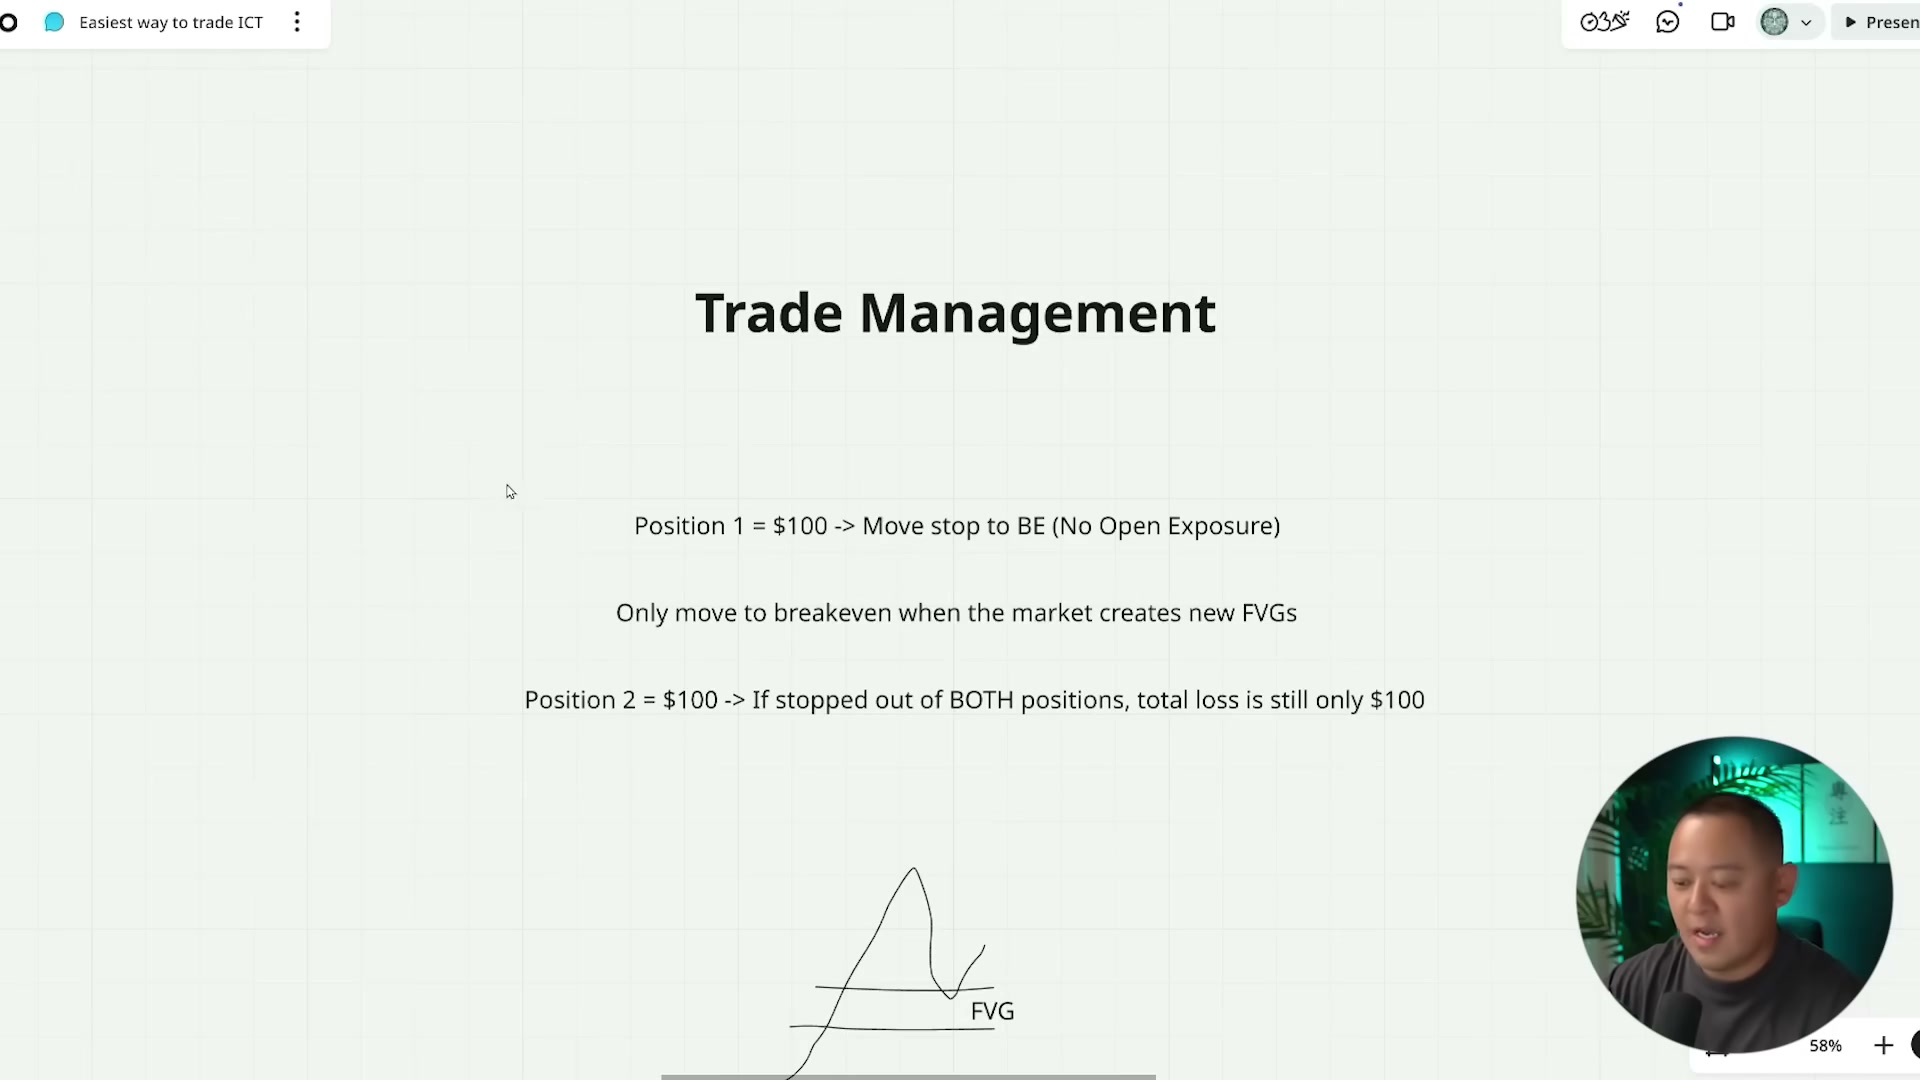 Easiest way to trade ICT
Presen
Trade Management
Position 1 = $100 -> Move stop to BE (No Open Exposure)
Only move to breakeven when the market creates new FVGs
Position 2 = $100 -> If stopped out of BOTH positions, total loss is still only $100
FVG
専
注
58%